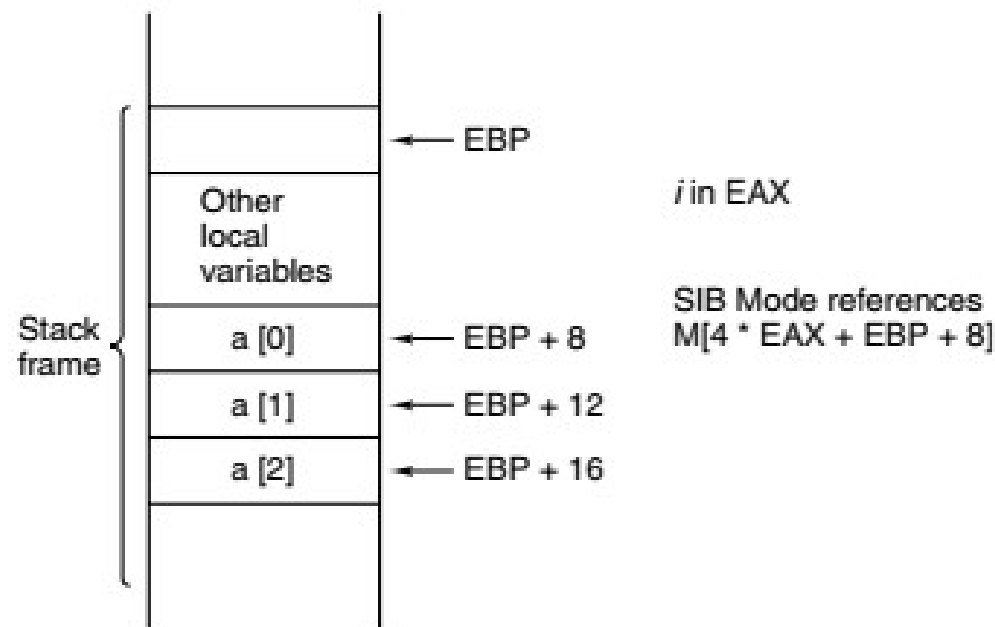 EBP
i in EAX
Other
local
variables
SIB Mode references
M[4 * EAX + EBP + 8]
Stack
frame
a [0]
EBP + 8
a [1]
EBP + 12
a [2]
EBP + 16